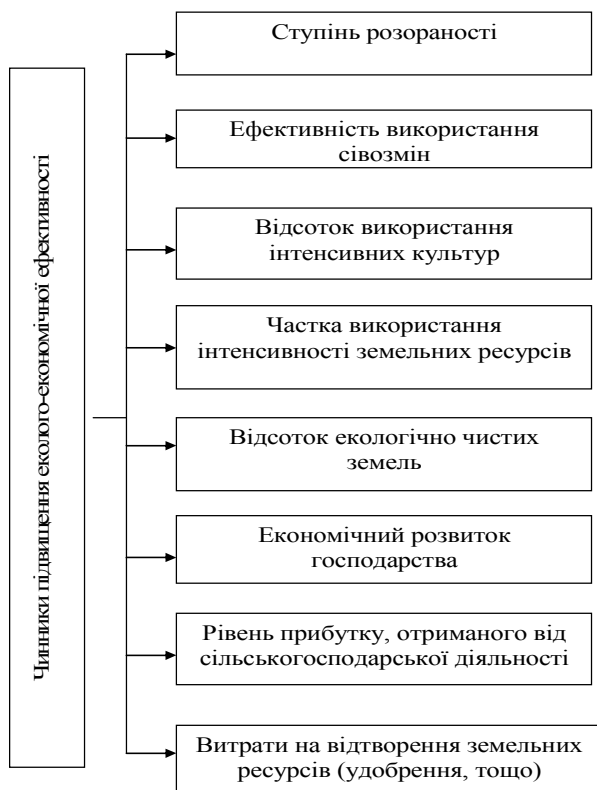 Чинники підвищення еколого-економічної ефективності
Ступінь розораності
Ефективність використання
сівозмін
Відсоток використання
інтенсивних культур
Частка використання
інтенсивності земельних ресурсів
Відсоток екологічно чистих
земель
Економічний розвиток
господарства
Рівень прибутку, отриманого від
сільськогосподарської діяльності
Витрати на відтворення земельних
ресурсів (удобрення, тощо)